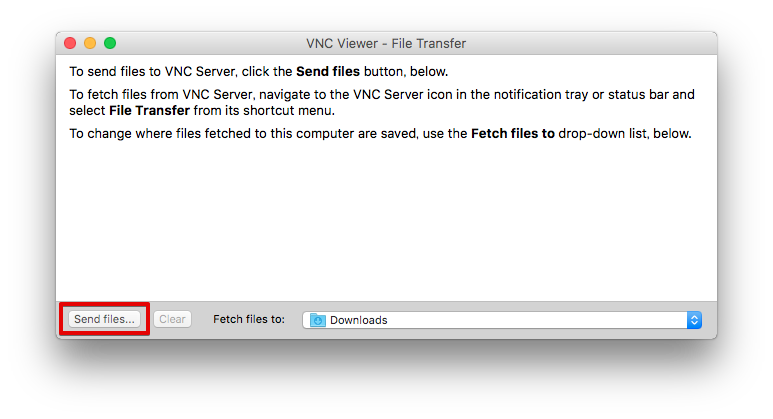 VNC Viewer - File Transfer
To send files to VNC Server, click the Send files button, below.
To fetch files from VNC Server, navigate to the VNC Server icon in the notification tray or status bar and
select File Transfer from its shortcut menu.
To change where files fetched to this computer are saved, use the Fetch files to drop-down list, below.
Send files... Clear Fetch files to: Downloads